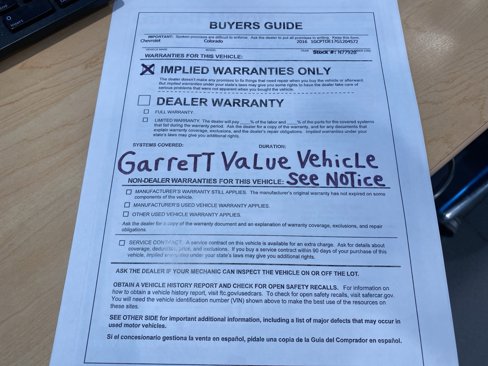 BUYERS GUIDE
IMPORTANT: Spoken promises are difficult to enforce. Ask the dealer to put all promises in writing. Keep this form.
Chevrolet Colorado 2016
VEHICLE MAKE MODEL YEAR
Stock #: N77928
WARRANTIES FOR THIS VEHICLE:
IMPLIED WARRANTIES ONLY
The dealer doesn't make any promises to fix things that need repair when you buy the vehicle or afterward.
But implied warranties under your state's laws may give you some rights to have the dealer take care of
serious problems that were not apparent when you bought the vehicle.
DEALER WARRANTY
FULL WARRANTY.
LIMITED WARRANTY. The dealer will pay ___% of the labor and ___% of the parts for the covered systems
that fail during the warranty period. Ask the dealer for a copy of the warranty, and for any documents that
explain warranty coverage, exclusions, and the dealer's repair obligations. Implied warranties under your
state's laws may give you additional rights.
SYSTEMS COVERED: DURATION:
Garrett Value Vehicle
NON-DEALER WARRANTIES FOR THIS VEHICLE: See Notice
MANUFACTURER'S WARRANTY STILL APPLIES. The manufacturer's original warranty has not expired on some
components of the vehicle.
MANUFACTURER'S USED VEHICLE WARRANTY APPLIES.
OTHER USED VEHICLE WARRANTY APPLIES.
Ask the dealer for a copy of the warranty document and an explanation of warranty coverage, exclusions, and repair
obligations.
SERVICE CONTRACT. A service contract on this vehicle is available for an extra charge. Ask for details about
coverage, deductible, price, and exclusions. If you buy a service contract within 90 days of your purchase of this
vehicle, implied warranties under your state's laws may give you additional rights.
ASK THE DEALER IF YOUR MECHANIC CAN INSPECT THE VEHICLE ON OR OFF THE LOT.
OBTAIN A VEHICLE HISTORY REPORT AND CHECK FOR OPEN SAFETY RECALLS. For information on
how to obtain a vehicle history report, visit ftc.gov/usedcars. To check for open safety recalls, visit safercar.gov.
You will need the vehicle identification number (VIN) shown above to make the best use of the resources on
these sites.
SEE OTHER SIDE for important additional information, including a list of major defects that may occur in
used motor vehicles.
Si el concesionario gestiona la venta en español, pídale una copia de la Guía del Comprador en español.